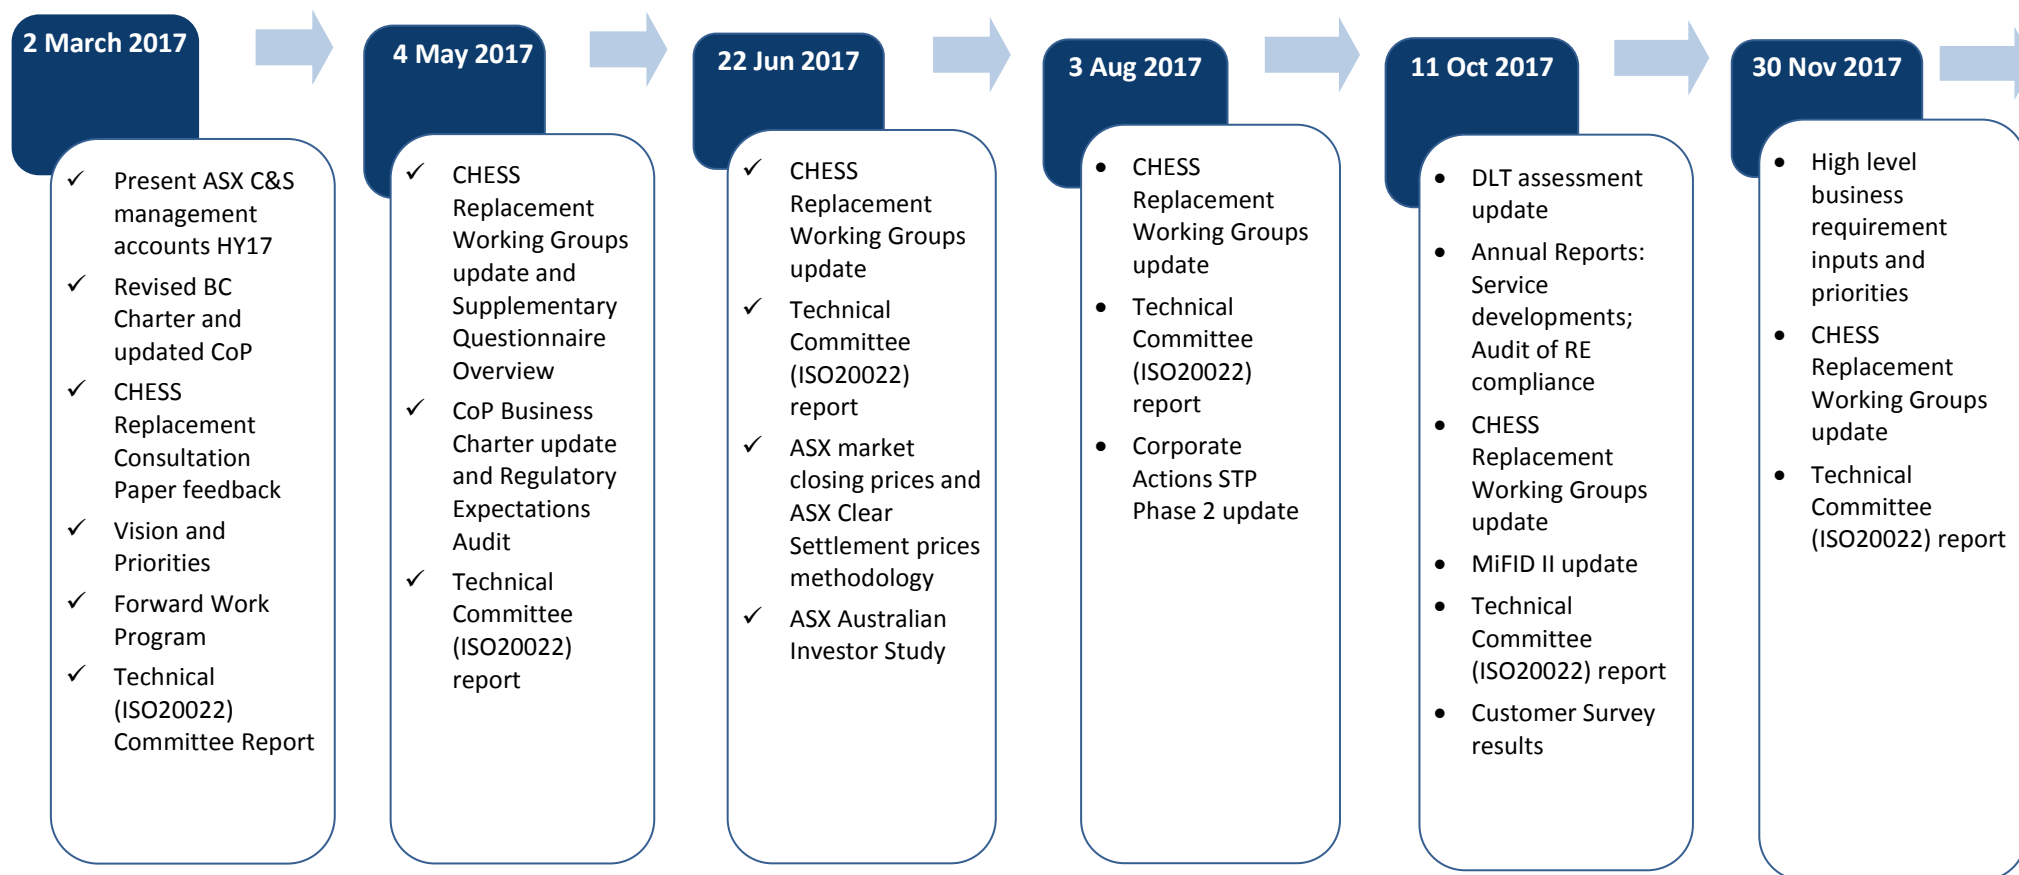 2 March 2017
✓ Present ASX C&S
management
accounts HY17
✓ Revised BC
Charter and
updated CoP
✓ CHESS
Replacement
Consultation
Paper feedback
✓ Vision and
Priorities
✓ Forward Work
Program
✓ Technical
(ISO20022)
Committee Report
4 May 2017
✓ CHESS
Replacement
Working Groups
update and
Supplementary
Questionnaire
Overview
✓ CoP Business
Charter update
and Regulatory
Expectations
Audit
✓ Technical
Committee
(ISO20022)
report
22 Jun 2017
✓ CHESS
Replacement
Working Groups
update
✓ Technical
Committee
(ISO20022)
report
✓ ASX market
closing prices and
ASX Clear
Settlement prices
methodology
✓ ASX Australian
Investor Study
3 Aug 2017
• CHESS
Replacement
Working Groups
update
• Technical
Committee
(ISO20022)
report
• Corporate
Actions STP
Phase 2 update
11 Oct 2017
• DLT assessment
update
• Annual Reports:
Service
developments;
Audit of RE
compliance
• CHESS
Replacement
Working Groups
update
• MiFID II update
• Technical
Committee
(ISO20022) report
• Customer Survey
results
30 Nov 2017
• High level
business
requirement
inputs and
priorities
• CHESS
Replacement
Working Groups
update
• Technical
Committee
(ISO20022) report